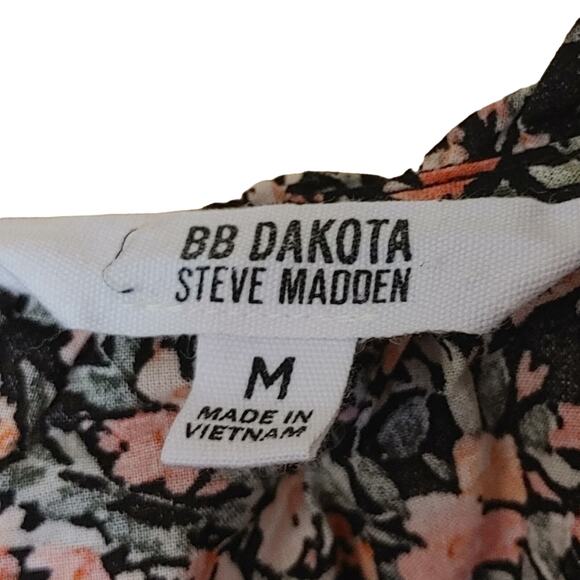 BB DAKOTA
STEVE MADDEN
M
MADE IN
VIETNAM